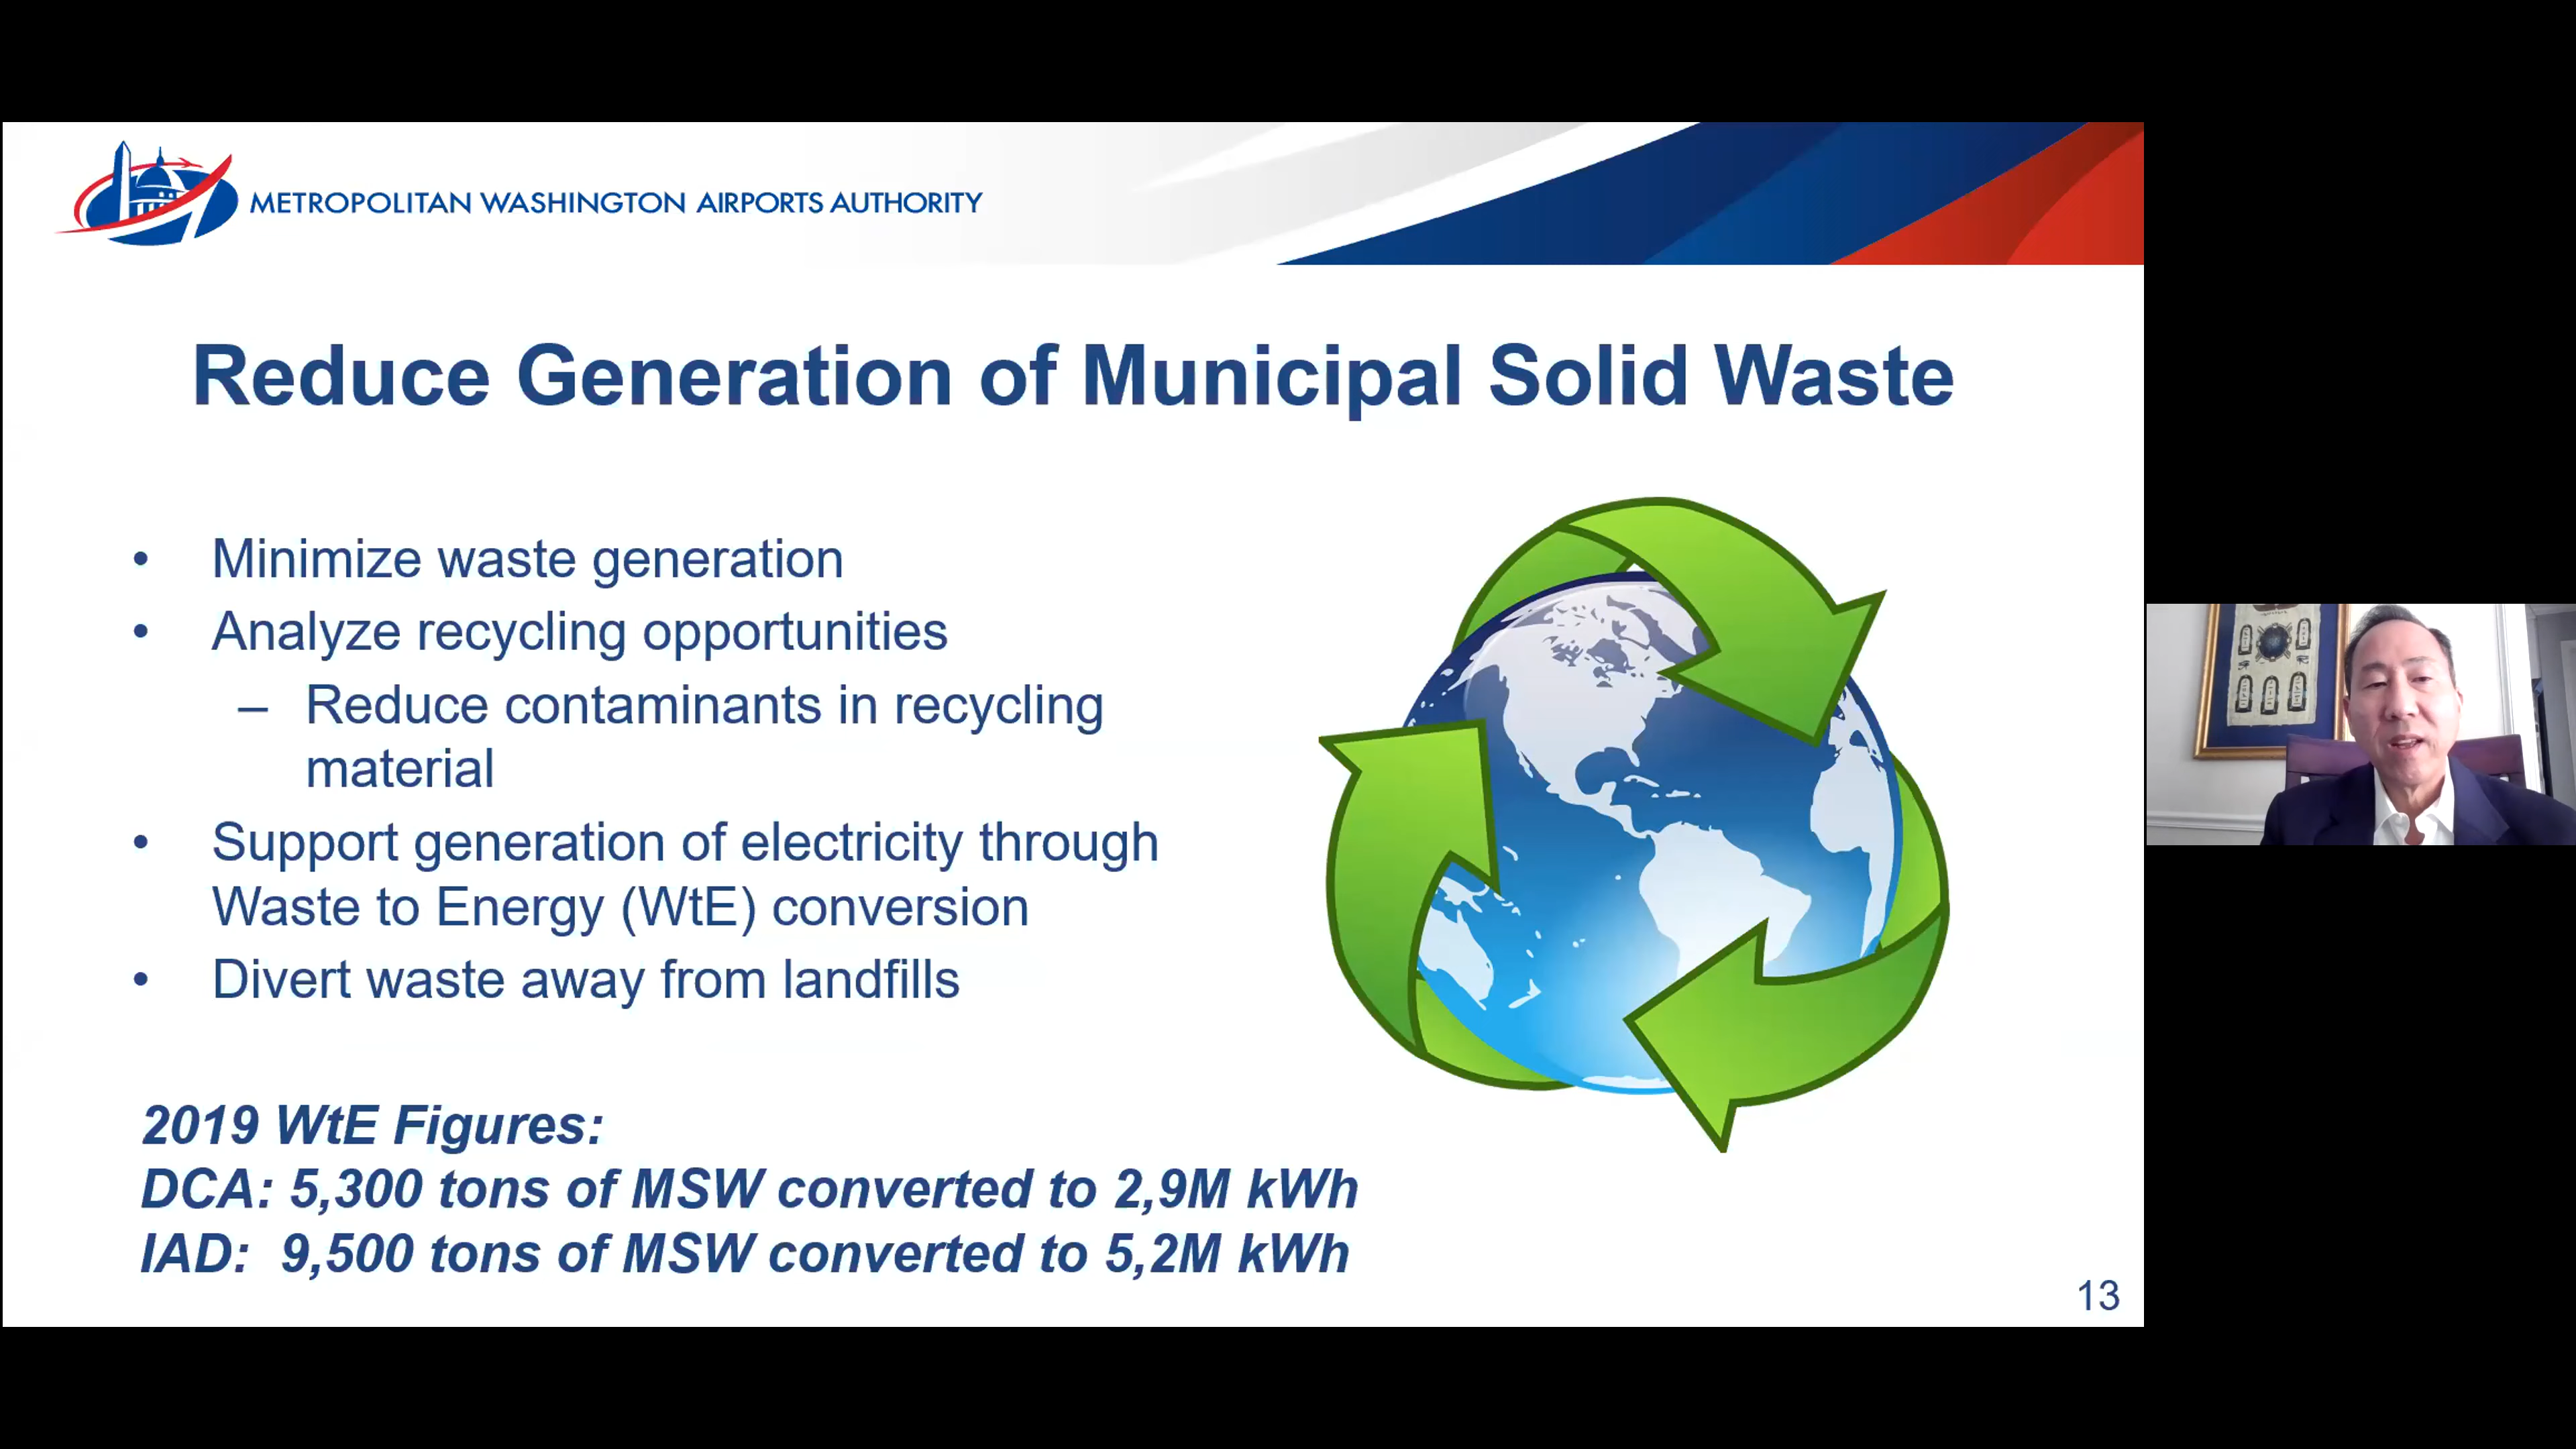 METROPOLITAN WASHINGTON AIRPORTS AUTHORITY
Reduce Generation of Municipal Solid Waste
• Minimize waste generation
• Analyze recycling opportunities
– Reduce contaminants in recycling
material
• Support generation of electricity through
Waste to Energy (WtE) conversion
• Divert waste away from landfills
2019 WtE Figures:
DCA: 5,300 tons of MSW converted to 2,9M kWh
IAD: 9,500 tons of MSW converted to 5,2M kWh
13